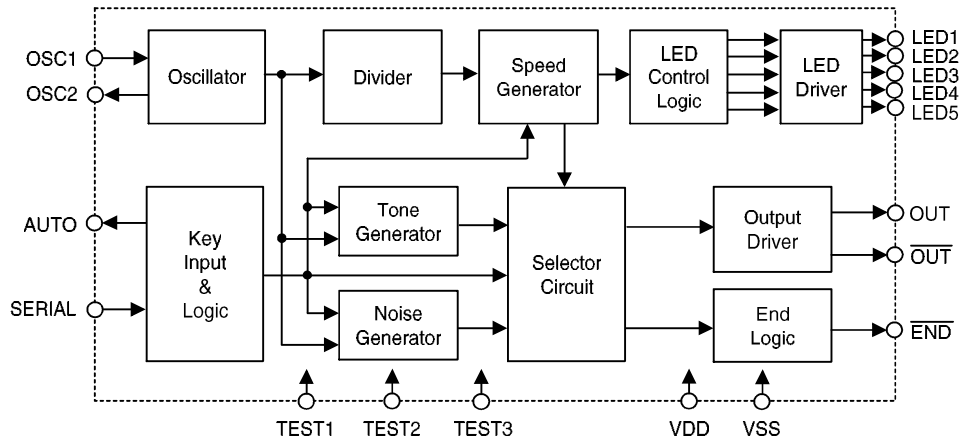 OSC1
OSC2
Oscillator
Divider
Speed
Generator
LED
Control
Logic
LED
Driver
LED1
LED2
LED3
LED4
LED5
AUTO
SERIAL
Key
Input
&
Logic
Tone
Generator
Noise
Generator
Selector
Circuit
Output
Driver
End
Logic
OUT
OUT
END
TEST1
TEST2
TEST3
VDD
VSS